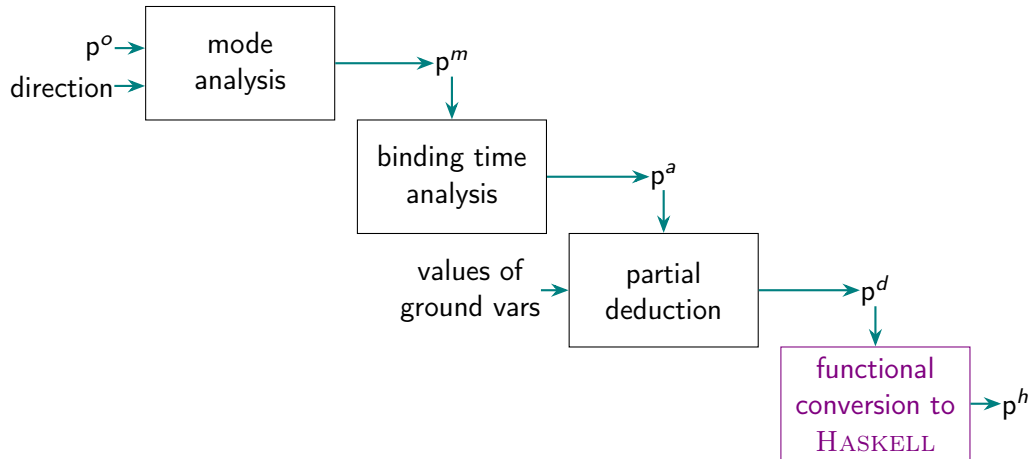 p^o
direction
mode
analysis
p^m
binding time
analysis
p^a
values of
ground vars
partial
deduction
p^d
functional
conversion to
HASKELL
p^h